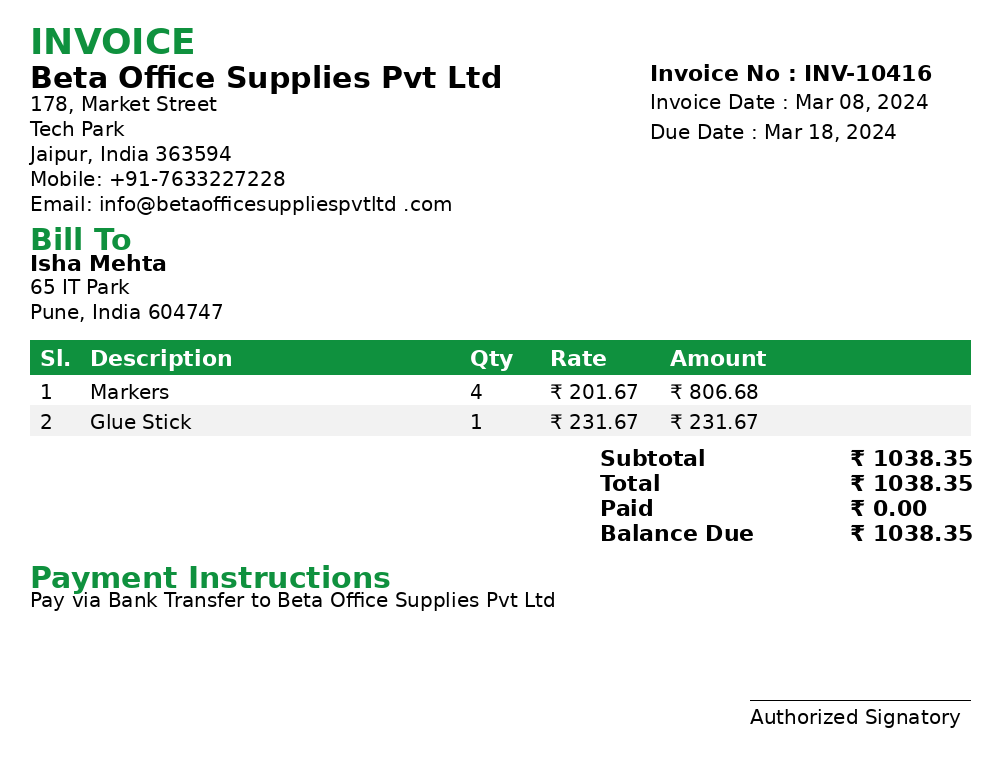 INVOICE
Beta Office Supplies Pvt Ltd
178, Market Street
Tech Park
Jaipur, India 363594
Mobile: +91-7633227228
Email: info@betaofficesuppliespvtltd .com
Invoice No : INV-10416
Invoice Date : Mar 08, 2024
Due Date : Mar 18, 2024
Bill To
Isha Mehta
65 IT Park
Pune, India 604747
Sl. Description Qty Rate Amount
1 Markers 4 ₹ 201.67 ₹ 806.68
2 Glue Stick 1 ₹ 231.67 ₹ 231.67
Subtotal ₹ 1038.35
Total ₹ 1038.35
Paid ₹ 0.00
Balance Due ₹ 1038.35
Payment Instructions
Pay via Bank Transfer to Beta Office Supplies Pvt Ltd
Authorized Signatory